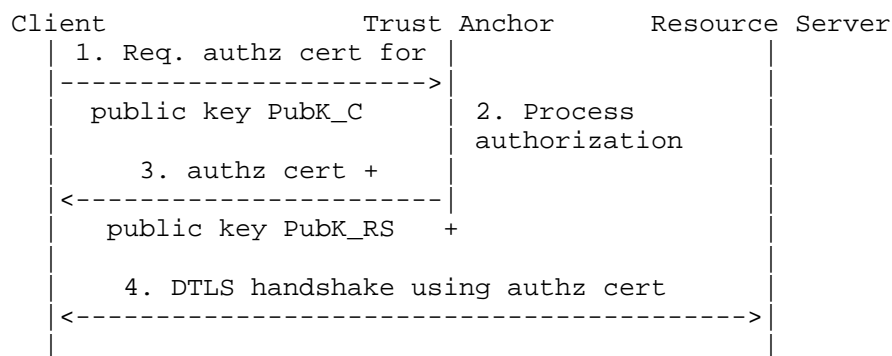 Client Trust Anchor Resource Server
1. Req. authz cert for
public key PubK_C 2. Process
authorization
3. authz cert +
public key PubK_RS +
4. DTLS handshake using authz cert